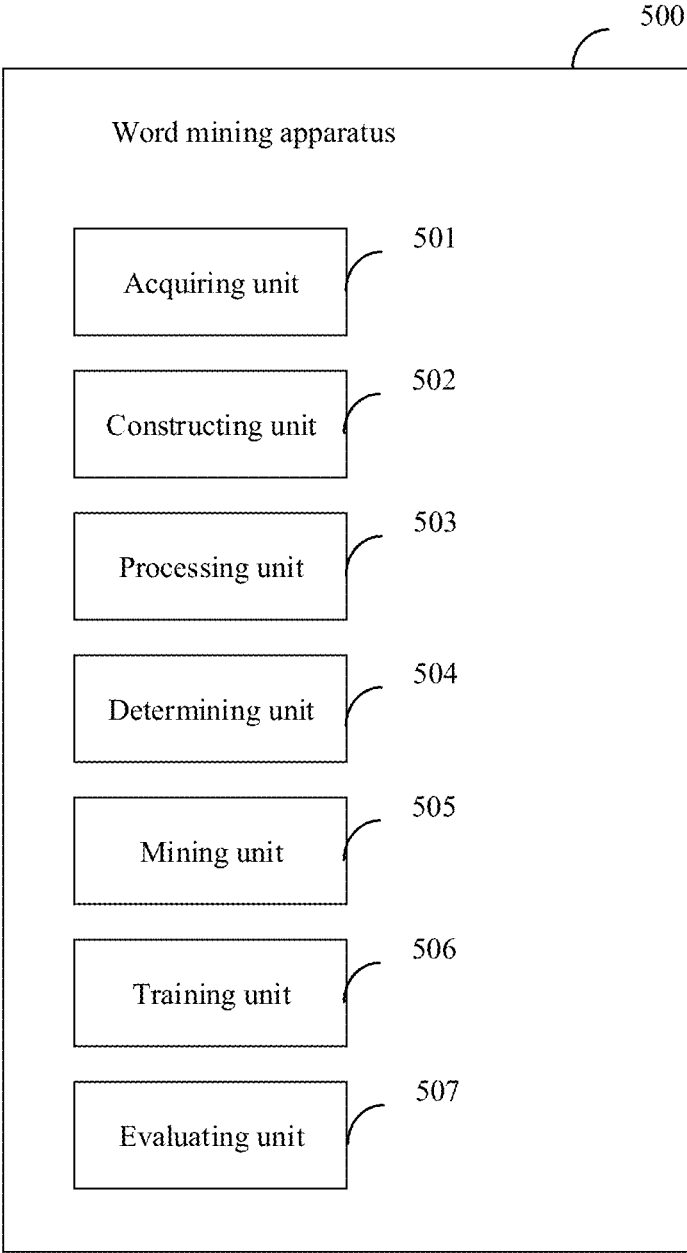 500
Word mining apparatus
501
Acquiring unit
502
Constructing unit
503
Processing unit
504
Determining unit
505
Mining unit
506
Training unit
507
Evaluating unit